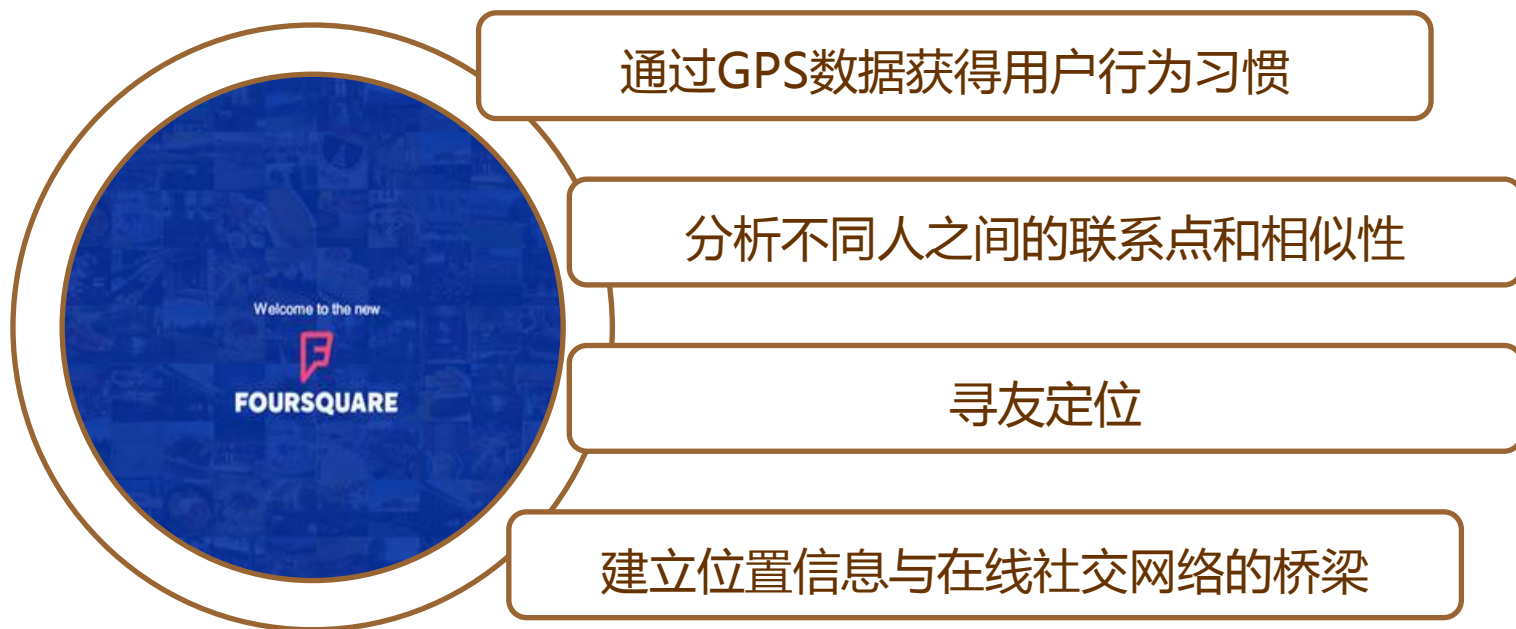 通过GPS数据获得用户行为习惯
分析不同人之间的联系点和相似性
Welcome to the new
FOURSQUARE
寻友定位
建立位置信息与在线社交网络的桥梁